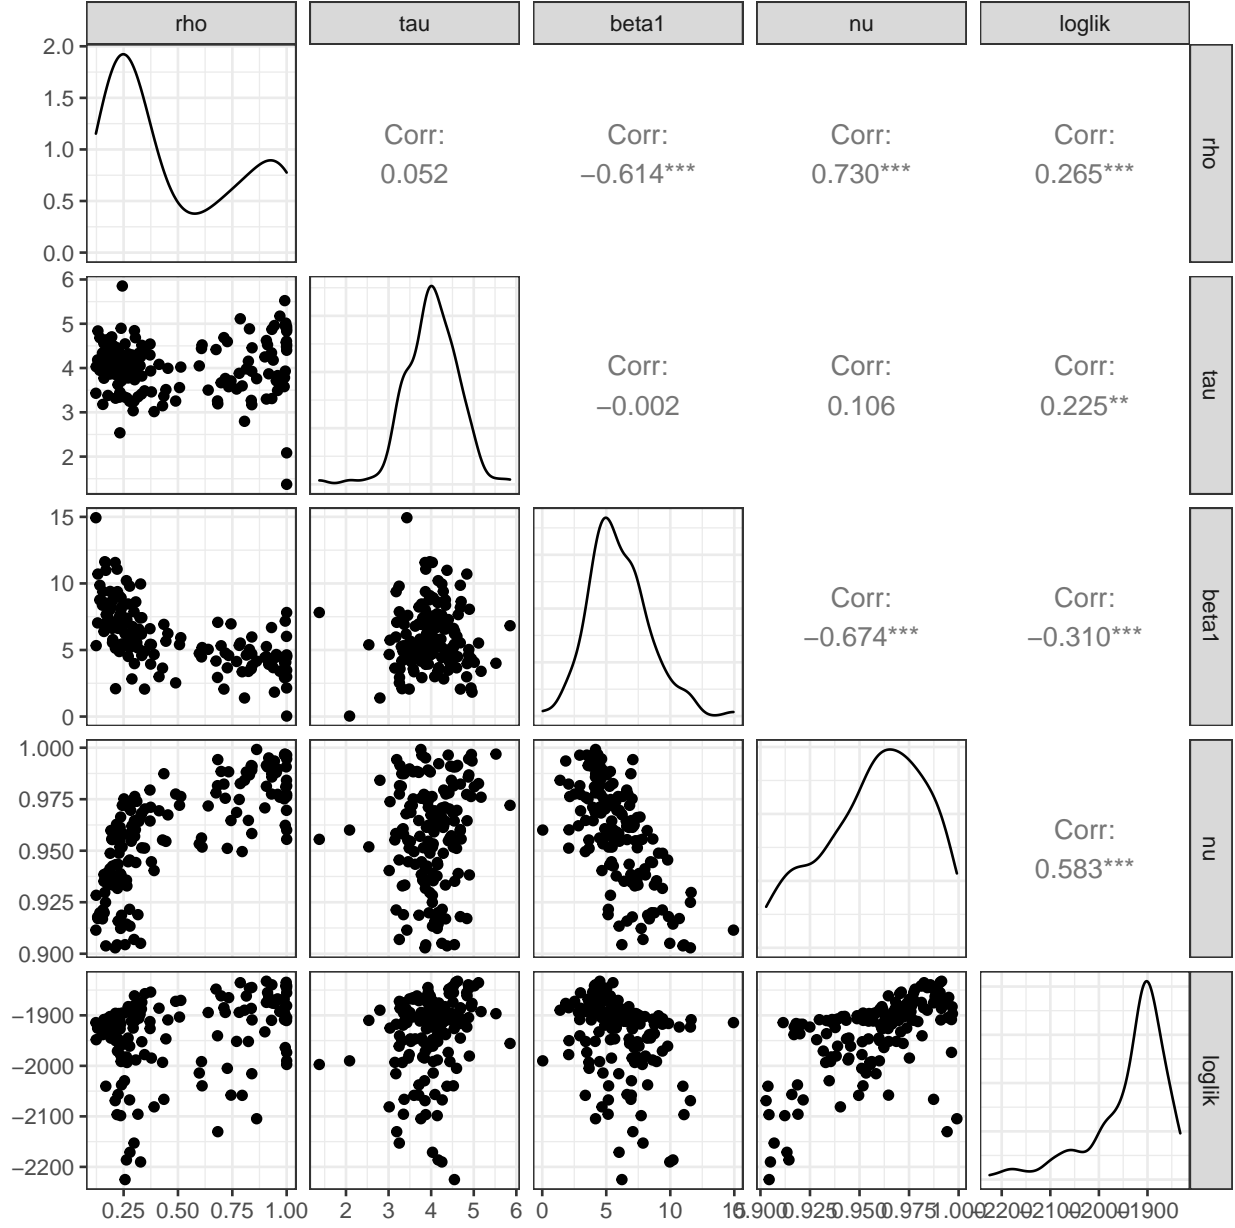 rho tau beta1 nu loglik
2.0
1.5
1.0
0.5
0.0
Corr: Corr: Corr: Corr:
0.052 −0.614*** 0.730*** 0.265***
rho
6
5
4
3
2
Corr: Corr: Corr:
−0.002 0.106 0.225**
tau
15
10
5
0
Corr: Corr:
−0.674*** −0.310***
beta1
1.000
0.975
0.950
0.925
0.900
Corr:
0.583***
nu
−1900
−2000
−2100
−2200
loglik
0.25 0.50 0.75 1.00 2 3 4 5 6 0 5 10 15 0.900 0.925 0.950 0.975 1.000 −2200 −2100 −2000 −1900